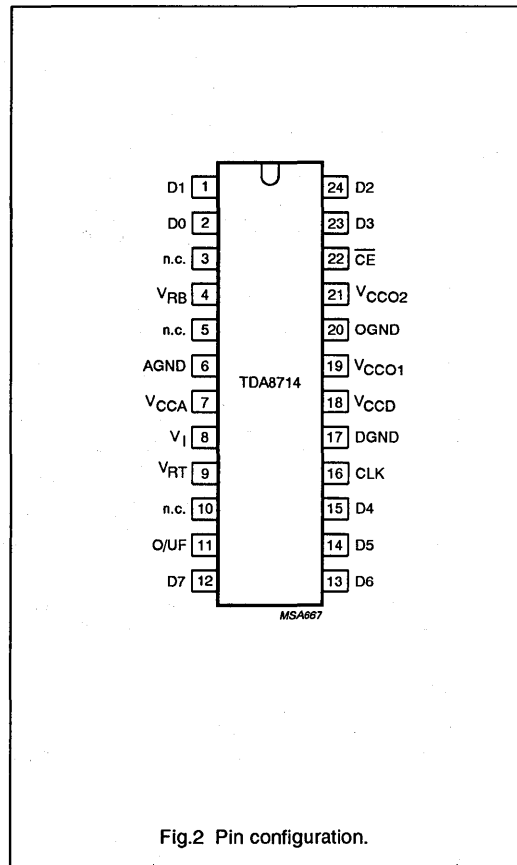 D1 1 24 D2
D0 2 23 D3
n.c. 3 22 C̅E̅
VRB 4 21 VCCO2
n.c. 5 20 OGND
AGND 6 19 VCCO1
TDA8714
VCCA 7 18 VCCD
VI 8 17 DGND
VRT 9 16 CLK
n.c. 10 15 D4
O/UF 11 14 D5
D7 12 13 D6
MSA667
Fig.2 Pin configuration.